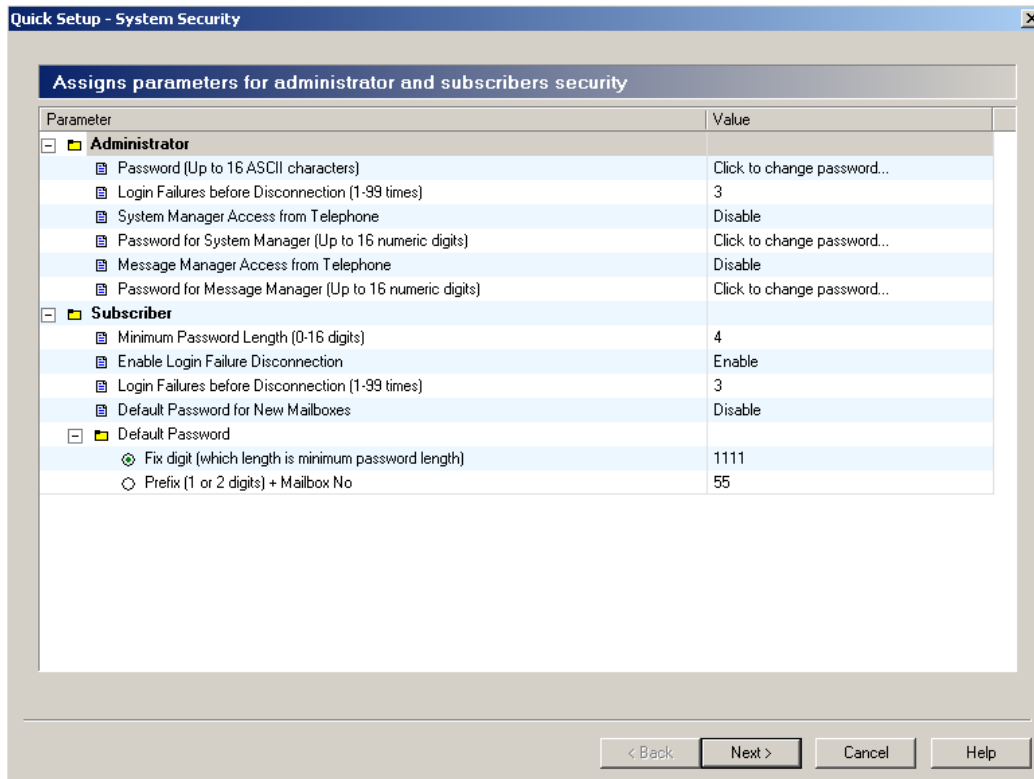 Quick Setup - System Security
Assigns parameters for administrator and subscribers security
Parameter Value
Administrator
Password (Up to 16 ASCII characters) Click to change password...
Login Failures before Disconnection (1-99 times) 3
System Manager Access from Telephone Disable
Password for System Manager (Up to 16 numeric digits) Click to change password...
Message Manager Access from Telephone Disable
Password for Message Manager (Up to 16 numeric digits) Click to change password...
Subscriber
Minimum Password Length (0-16 digits) 4
Enable Login Failure Disconnection Enable
Login Failures before Disconnection (1-99 times) 3
Default Password for New Mailboxes Disable
Default Password
Fix digit (which length is minimum password length) 1111
Prefix (1 or 2 digits) + Mailbox No 55
< Back Next > Cancel Help